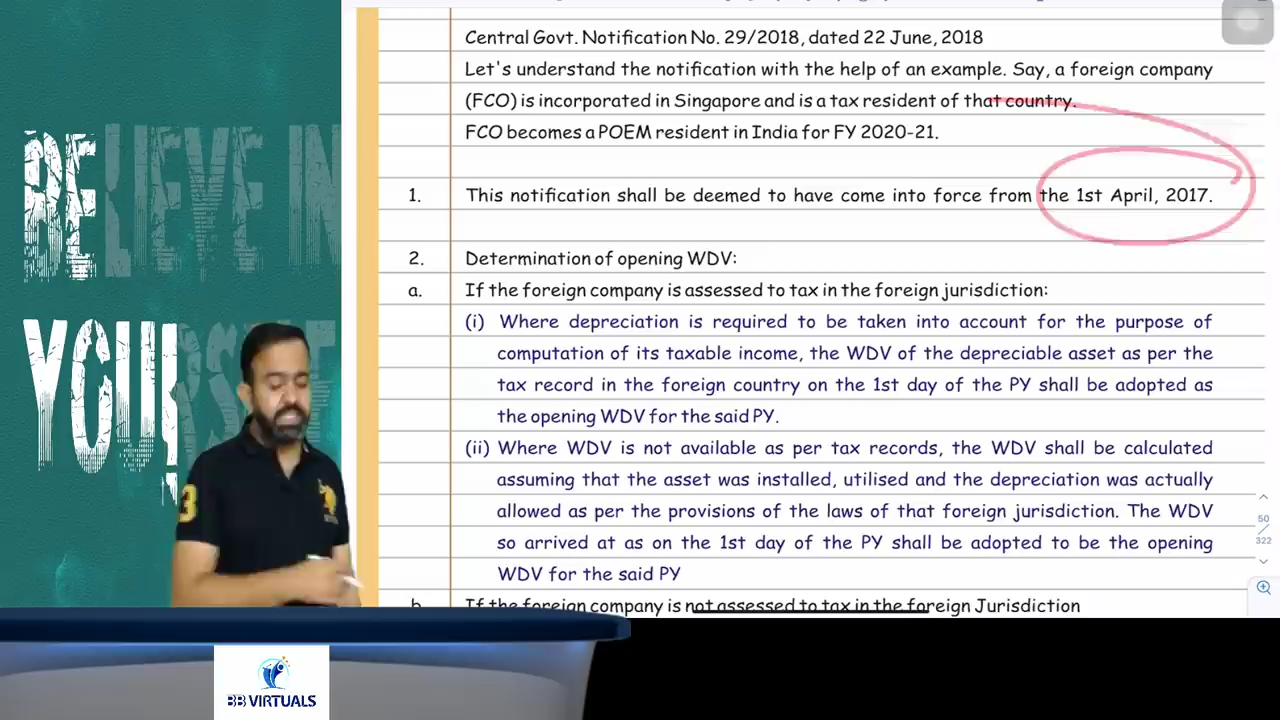 BELIEVE IN
YOURSELF
3
Central Govt. Notification No. 29/2018, dated 22 June, 2018
Let's understand the notification with the help of an example. Say, a foreign company
(FCO) is incorporated in Singapore and is a tax resident of that country.
FCO becomes a POEM resident in India for FY 2020-21.
1. This notification shall be deemed to have come into force from the 1st April, 2017.
2. Determination of opening WDV:
a. If the foreign company is assessed to tax in the foreign jurisdiction:
(i) Where depreciation is required to be taken into account for the purpose of
computation of its taxable income, the WDV of the depreciable asset as per the
tax record in the foreign country on the 1st day of the PY shall be adopted as
the opening WDV for the said PY.
(ii) Where WDV is not available as per tax records, the WDV shall be calculated
assuming that the asset was installed, utilised and the depreciation was actually
allowed as per the provisions of the laws of that foreign jurisdiction. The WDV
so arrived at as on the 1st day of the PY shall be adopted to be the opening
WDV for the said PY
b. If the foreign company is not assessed to tax in the foreign Jurisdiction
50
322
BB VIRTUALS